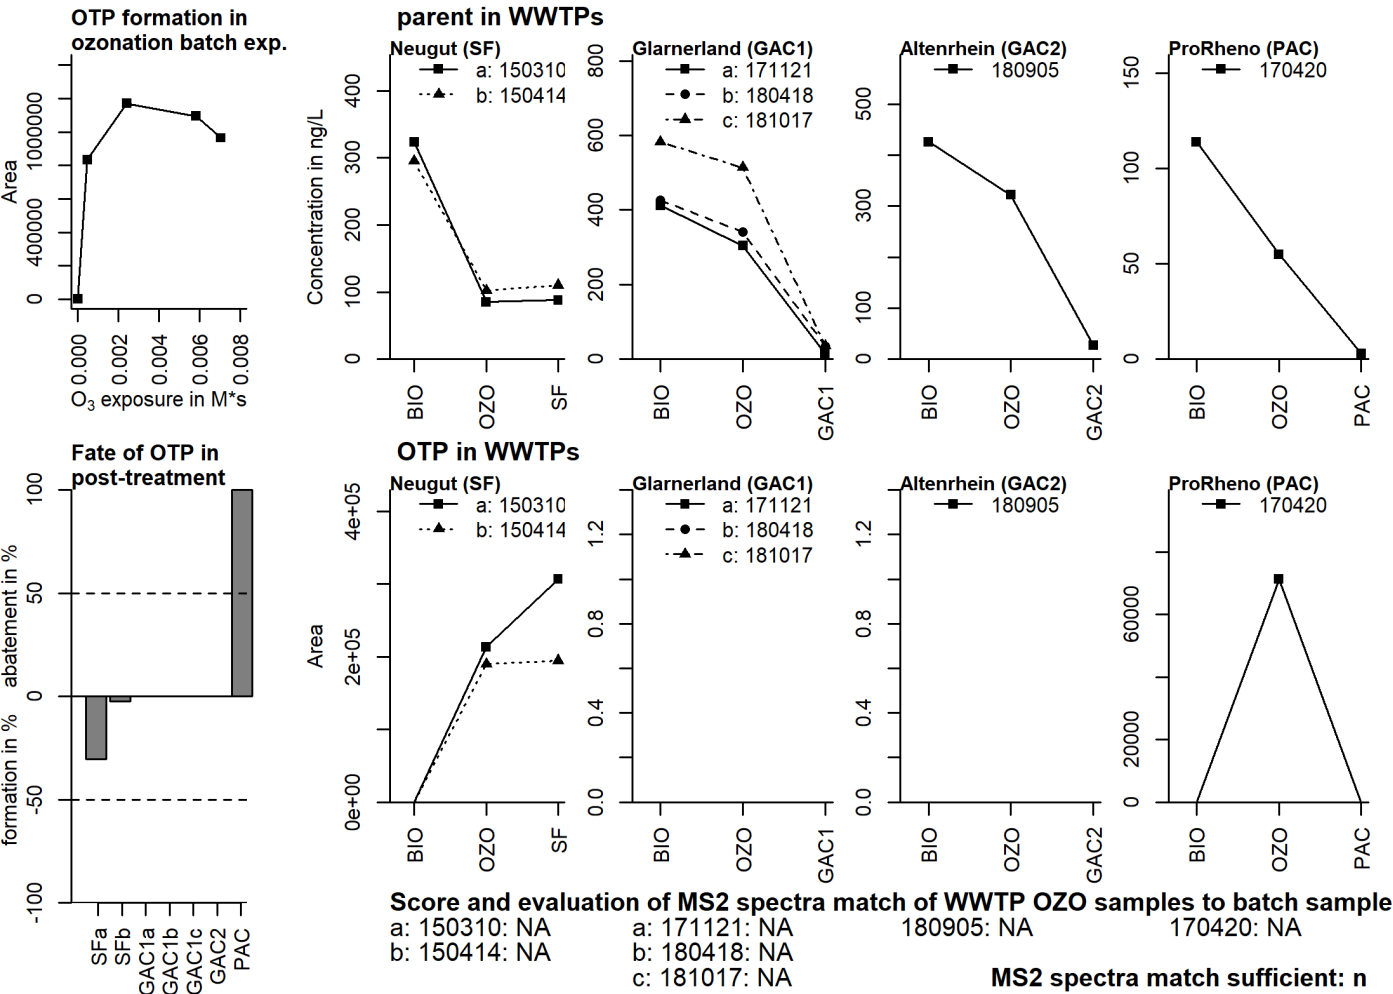 OTP formation in
ozonation batch exp.
Area
0
400000
1000000
0.000
0.002
0.004
0.006
0.008
O3 exposure in M*s
parent in WWTPs
Concentration in ng/L
Neugut (SF)
a: 150310
b: 150414
0
100
200
300
400
BIO
OZO
SF
Glarnerland (GAC1)
a: 171121
b: 180418
c: 181017
0
200
400
600
800
BIO
OZO
GAC1
Altenrhein (GAC2)
180905
0
100
300
500
BIO
OZO
GAC2
ProRheno (PAC)
170420
0
50
100
150
BIO
OZO
PAC
Fate of OTP in
post-treatment
formation in %
abatement in %
100
50
0
-50
-100
SFa
SFb
GAC1a
GAC1b
GAC1c
GAC2
PAC
OTP in WWTPs
Area
Neugut (SF)
a: 150310
b: 150414
0e+00
2e+05
4e+05
BIO
OZO
SF
Glarnerland (GAC1)
a: 171121
b: 180418
c: 181017
0.0
0.4
0.8
1.2
BIO
OZO
GAC1
Altenrhein (GAC2)
180905
0.0
0.4
0.8
1.2
BIO
OZO
GAC2
ProRheno (PAC)
170420
0
20000
60000
BIO
OZO
PAC
Score and evaluation of MS2 spectra match of WWTP OZO samples to batch sample
a: 150310: NA
b: 150414: NA
a: 171121: NA
b: 180418: NA
c: 181017: NA
180905: NA
170420: NA
MS2 spectra match sufficient: n